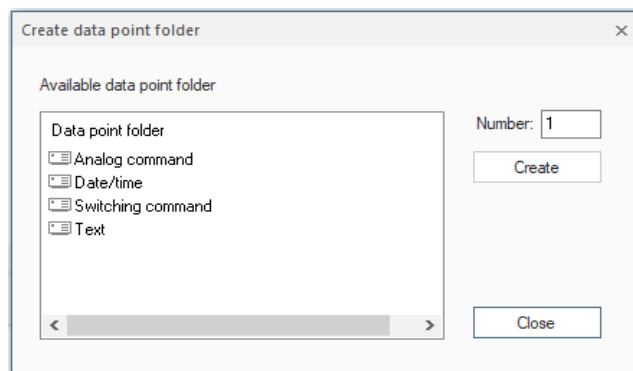 Create data point folder
Available data point folder
Data point folder
Analog command
Date/time
Switching command
Text
Number: 1
Create
Close